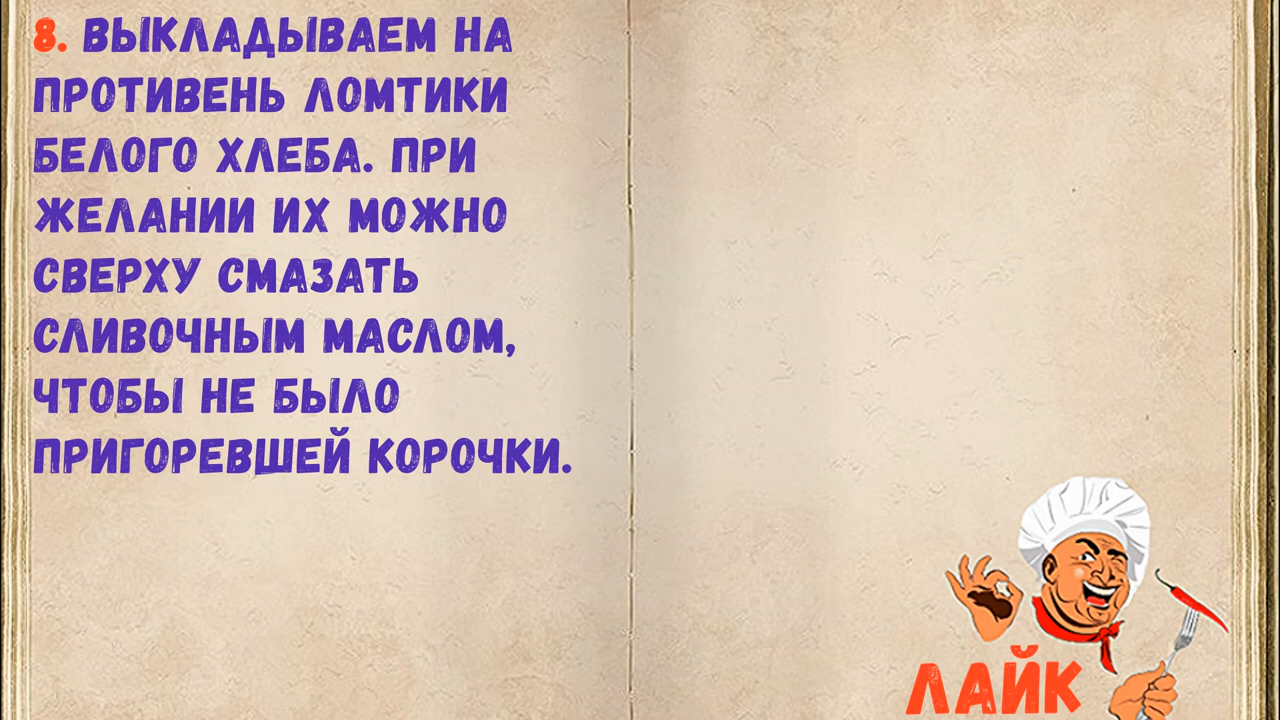 8. ВЫКЛАДЫВАЕМ НА
ПРОТИВЕНЬ ЛОМТИКИ
БЕЛОГО ХЛЕБА. ПРИ
ЖЕЛАНИИ ИХ МОЖНО
СВЕРХУ СМАЗАТЬ
СЛИВОЧНЫМ МАСЛОМ,
ЧТОБЫ НЕ БЫЛО
ПРИГОРЕВШЕЙ КОРОЧКИ.
ЛАЙК